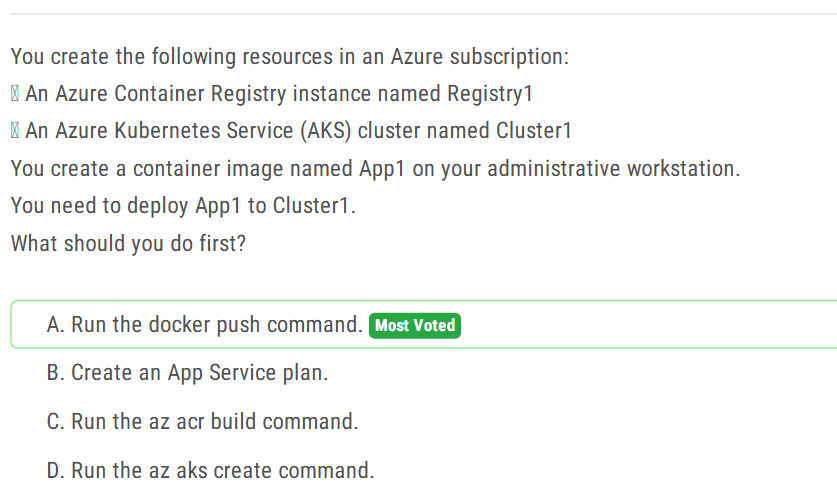 You create the following resources in an Azure subscription:
An Azure Container Registry instance named Registry1
An Azure Kubernetes Service (AKS) cluster named Cluster1
You create a container image named App1 on your administrative workstation.
You need to deploy App1 to Cluster1.
What should you do first?
A. Run the docker push command. Most Voted
B. Create an App Service plan.
C. Run the az acr build command.
D. Run the az aks create command.